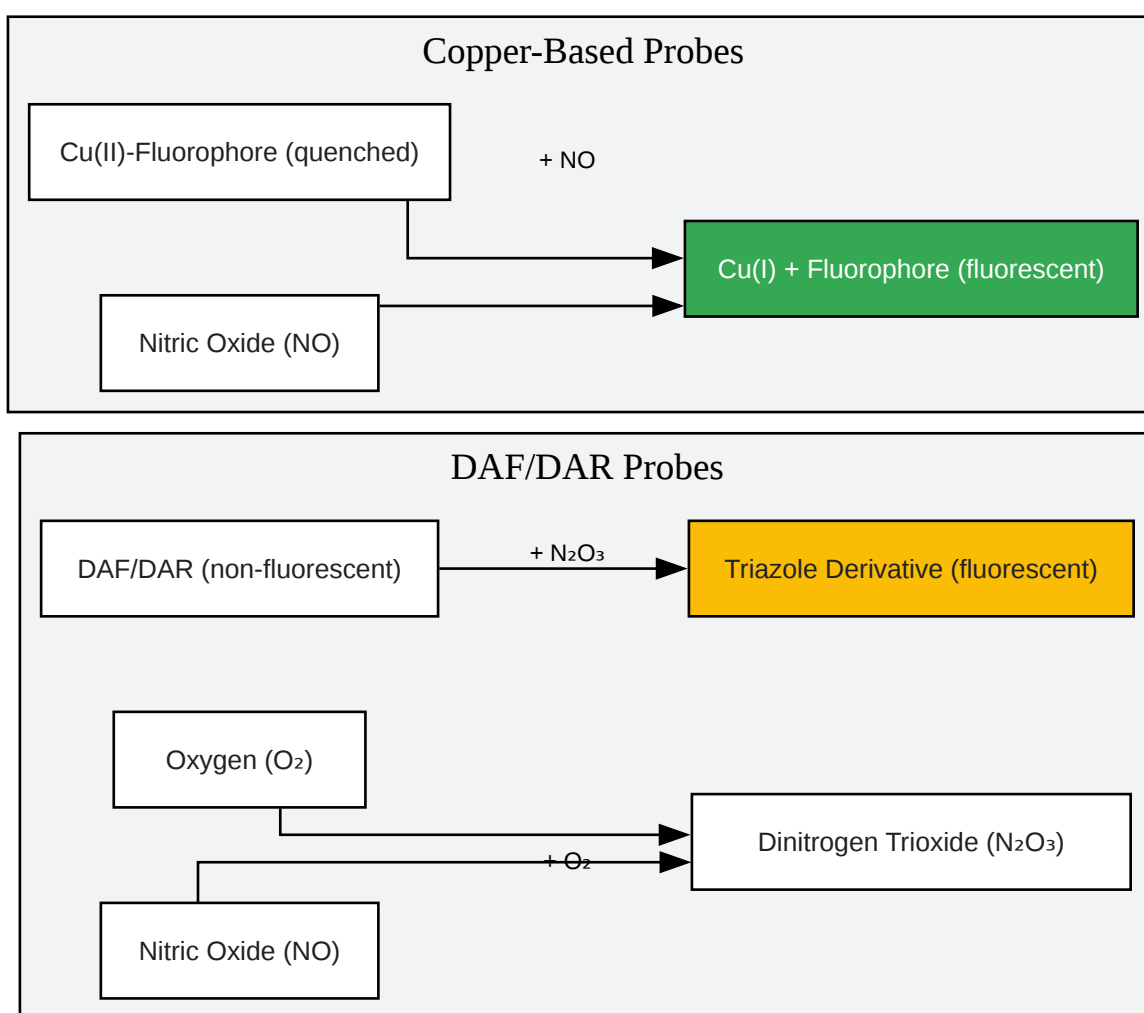 Copper-Based Probes
Cu(II)-Fluorophore (quenched)
+ NO
Cu(I) + Fluorophore (fluorescent)
Nitric Oxide (NO)
DAF/DAR Probes
DAF/DAR (non-fluorescent)
+ N₂O₃
Triazole Derivative (fluorescent)
Oxygen (O₂)
Dinitrogen Trioxide (N₂O₃)
+ O₂
Nitric Oxide (NO)